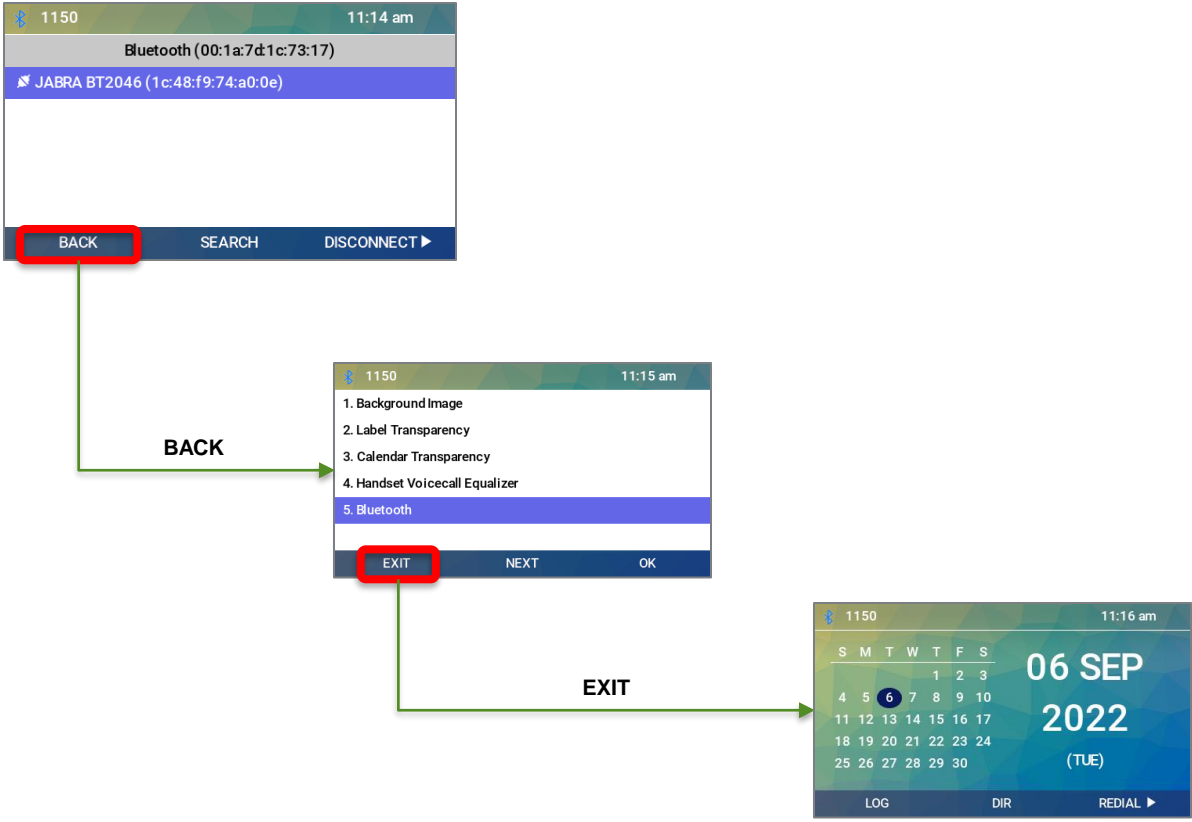 1150 11:14 am
Bluetooth (00:1a:7d:1c:73:17)
JABRA BT2046 (1c:48:f9:74:a0:0e)
BACK SEARCH DISCONNECT
BACK
1150 11:15 am
1. Background Image
2. Label Transparency
3. Calendar Transparency
4. Handset Voicecall Equalizer
5. Bluetooth
EXIT NEXT OK
EXIT
1150 11:16 am
S M T W T F S
1 2 3
4 5 6 7 8 9 10
11 12 13 14 15 16 17
18 19 20 21 22 23 24
25 26 27 28 29 30
06 SEP
2022
(TUE)
LOG DIR REDIAL